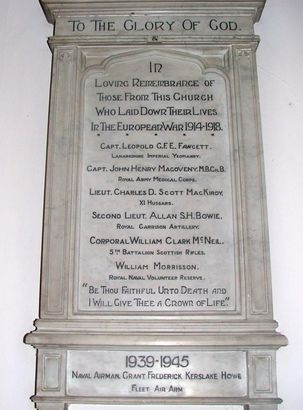 To The Glory Of God.
&
In
Loving Remembrance of
Those From This Church
Who Laid Down Their Lives
In The European War 1914-1918.
Capt. Leopold G.F.E. Fawcett.
Lanarkshire Imperial Yeomanry.
Capt. John Henry Magoveny. M.B. Ch.B.
Royal Army Medical Corps.
Lieut. Charles D. Scott MacKirdy.
XI Hussars.
Second Lieut. Allan S.H. Bowie.
Royal Garrison Artillery.
Corporal William Clark McNeil.
5th Battalion Scottish Rifles.
William Morrisson.
Royal Naval Volunteer Reserve.
"Be Thou Faithful Unto Death and
I Will Give Thee a Crown of Life."
1939-1945
Naval Airman. Grant Frederick Kerslake Howe
Fleet Air Arm